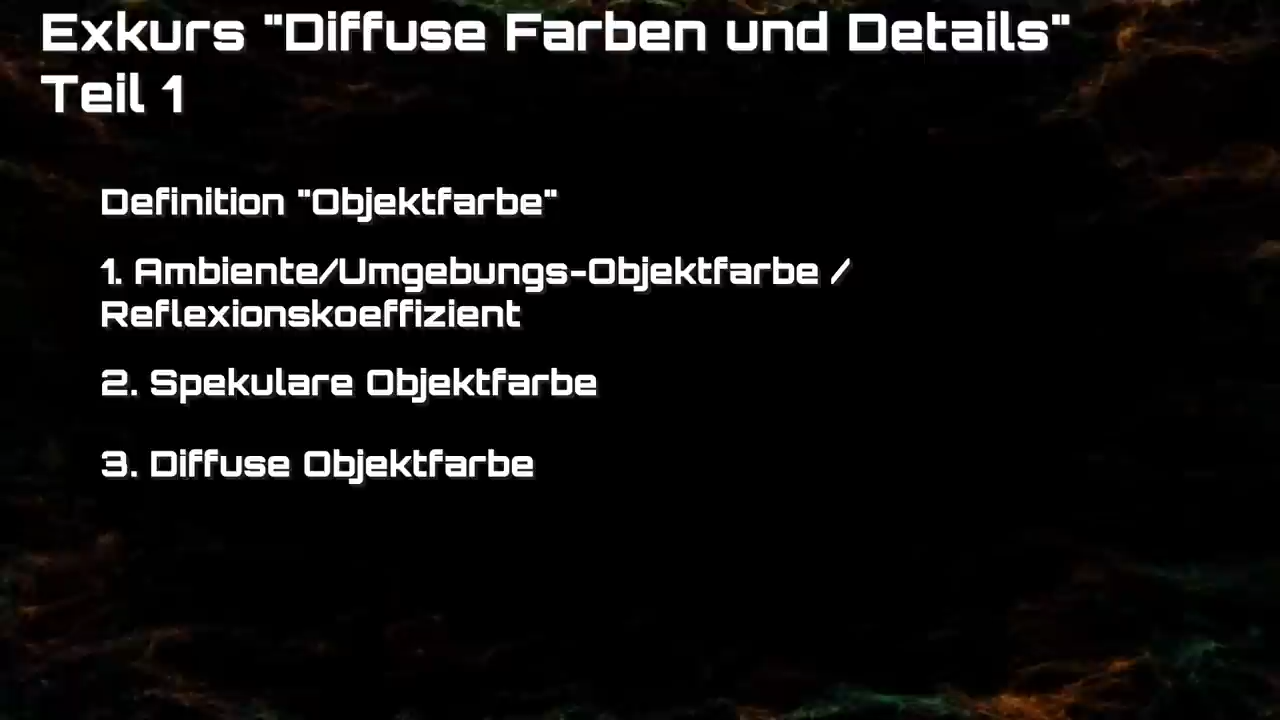 Exkurs "Diffuse Farben und Details"
Teil 1
Definition "Objektfarbe"
1. Ambiente/Umgebungs-Objektfarbe /
Reflexionskoeffizient
2. Spekulare Objektfarbe
3. Diffuse Objektfarbe